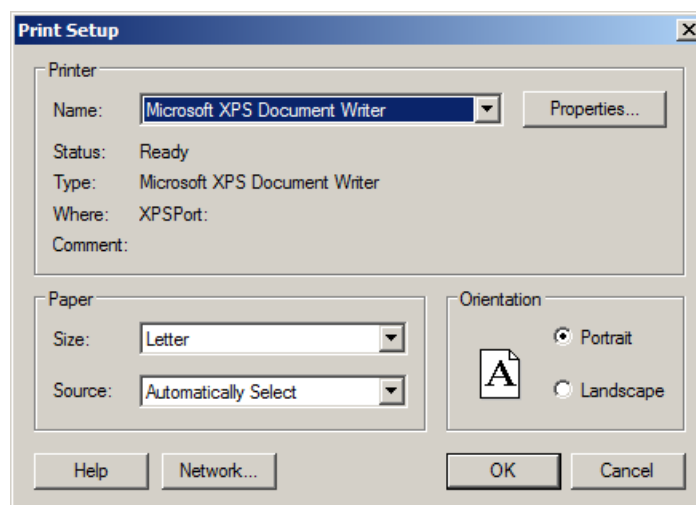 Print Setup
Printer
Name: Microsoft XPS Document Writer Properties...
Status: Ready
Type: Microsoft XPS Document Writer
Where: XPSPort:
Comment:
Paper
Size: Letter
Source: Automatically Select
Orientation
A
Portrait
Landscape
Help Network... OK Cancel